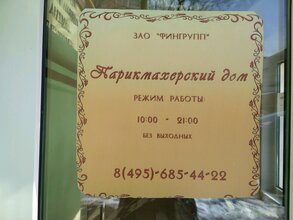 ЗАО "ФИНГРУПП"
Парикмахерский дом
РЕЖИМ РАБОТЫ:
10:00 - 21:00
БЕЗ ВЫХОДНЫХ
8(495)-685-44-22